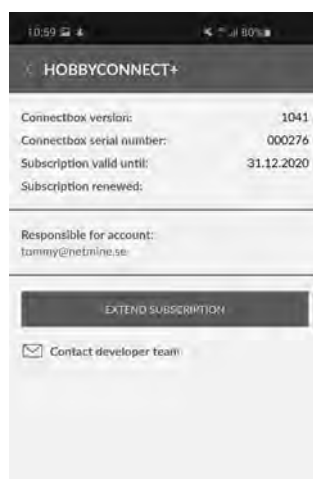 10:59 80%
HOBBYCONNECT+
Connectbox version: 1041
Connectbox serial number: 000276
Subscription valid until: 31.12.2020
Subscription renewed:
Responsible for account:
tommy@netmine.se
EXTEND SUBSCRIPTION
Contact developer team